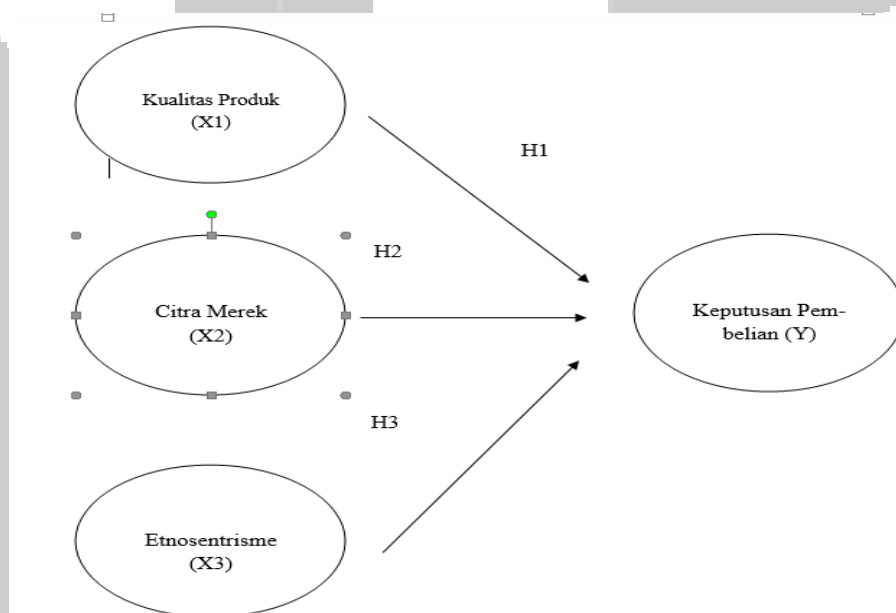 Kualitas Produk
(X1)
H1
H2
Citra Merek
(X2)
Keputusan Pem-
belian (Y)
H3
Etnosentrisme
(X3)